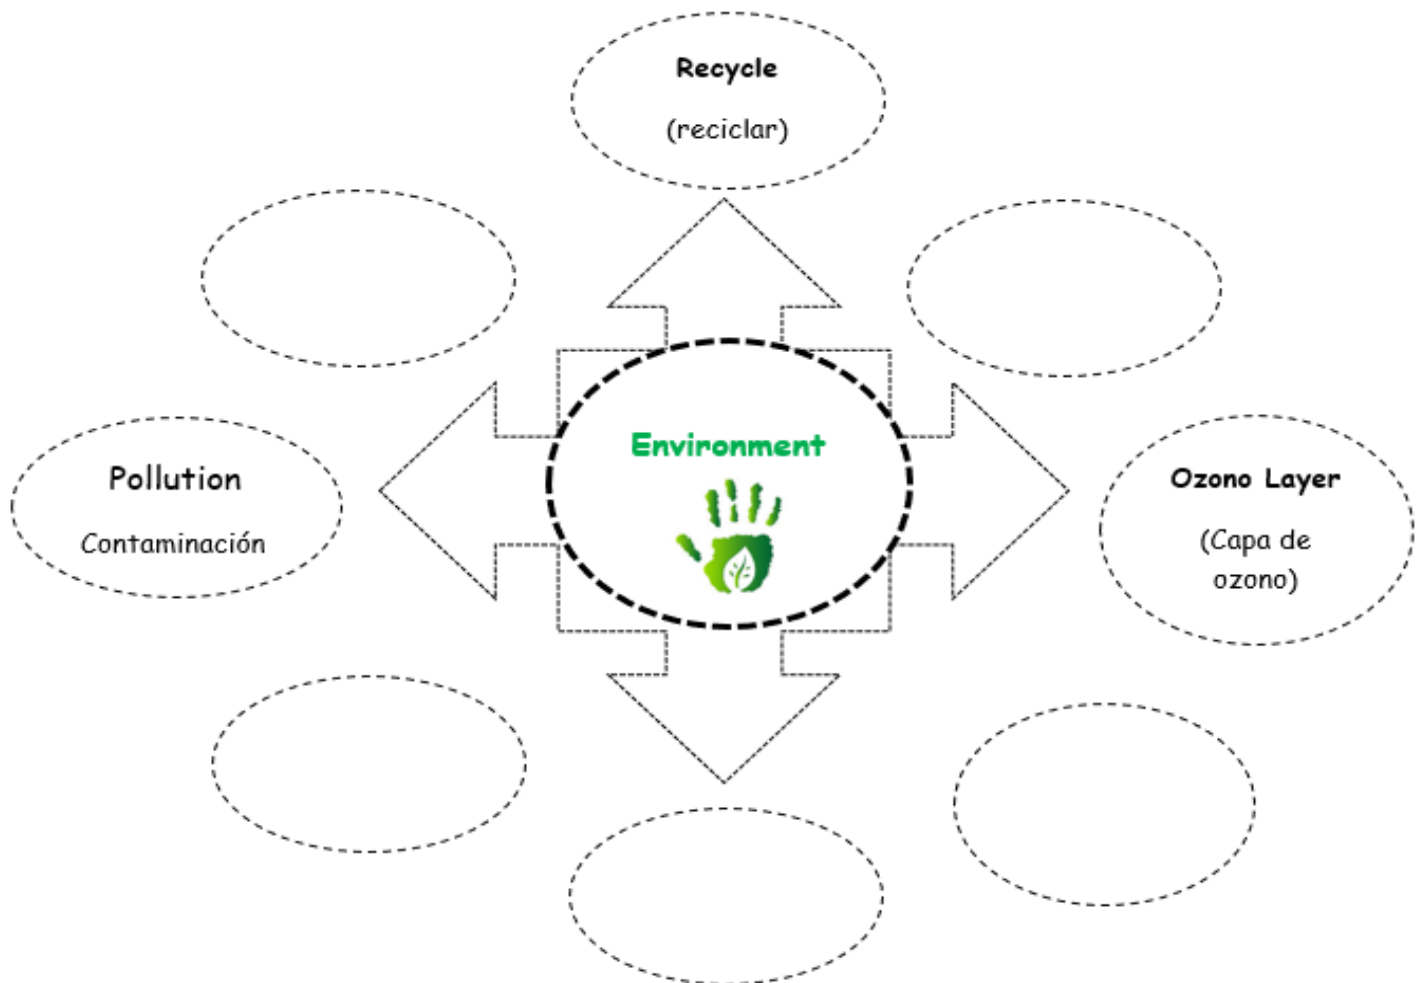 Recycle
(reciclar)
Environment
Pollution
Contaminación
Ozono Layer
(Capa de
ozono)